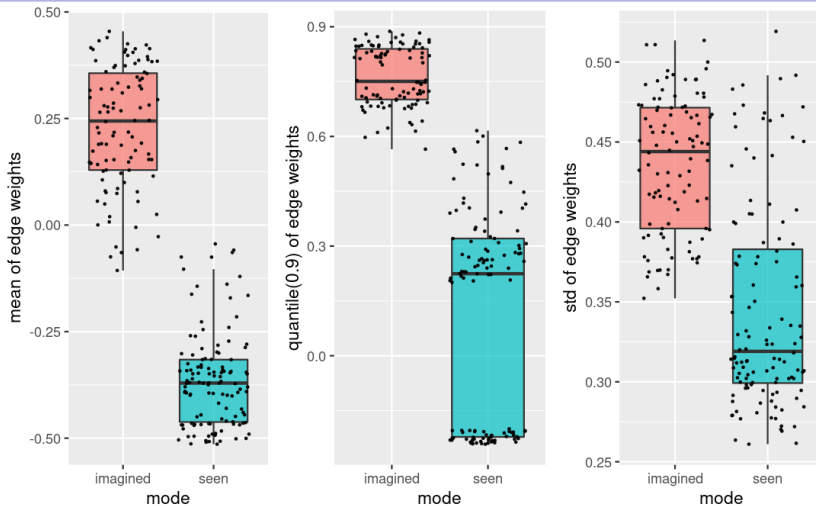 mean of edge weights
0.50
0.25
0.00
-0.25
-0.50
imagined
seen
mode
quantile(0.9) of edge weights
0.9
0.6
0.3
0.0
imagined
seen
mode
std of edge weights
0.50
0.45
0.40
0.35
0.30
0.25
imagined
seen
mode